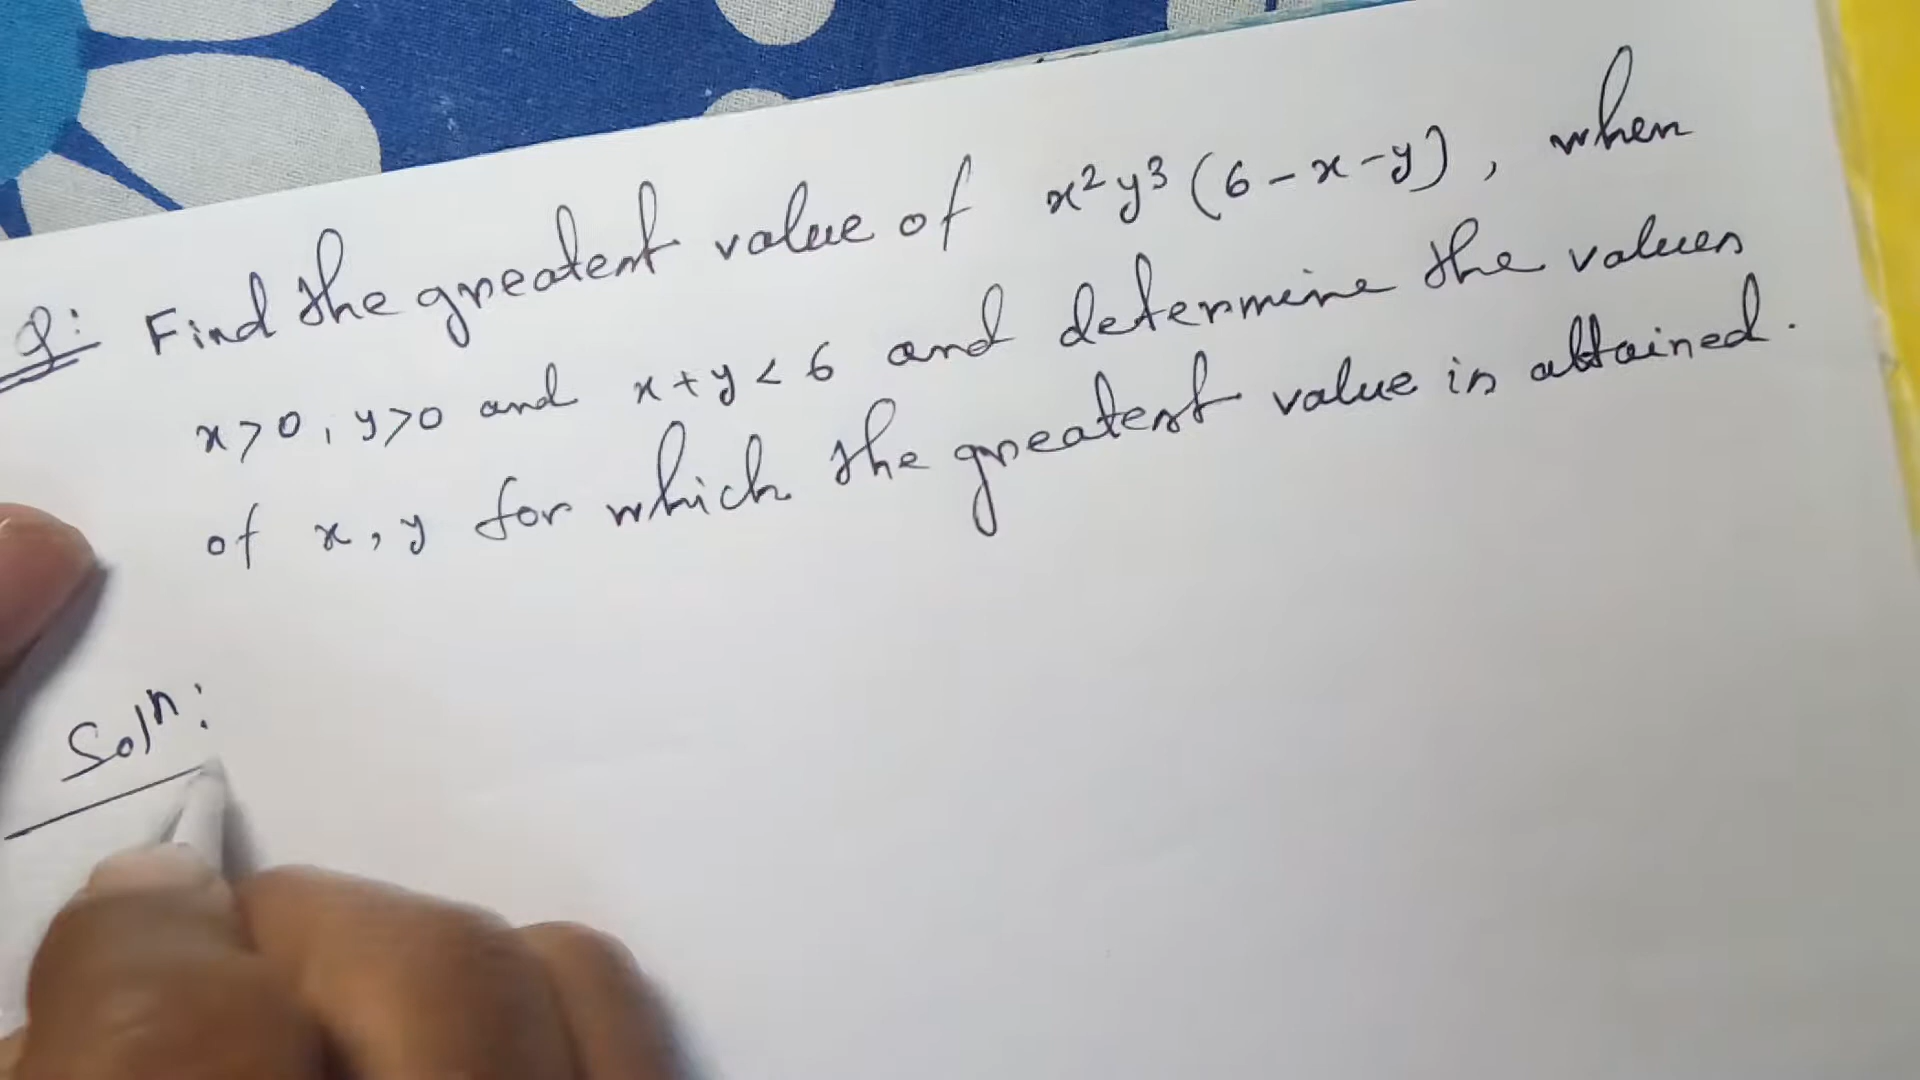 Q: Find the greatest value of x²y³(6-x-y), when
x>0, y>0 and x+y<6 and determine the values
of x, y for which the greatest value is attained.
Solⁿ: